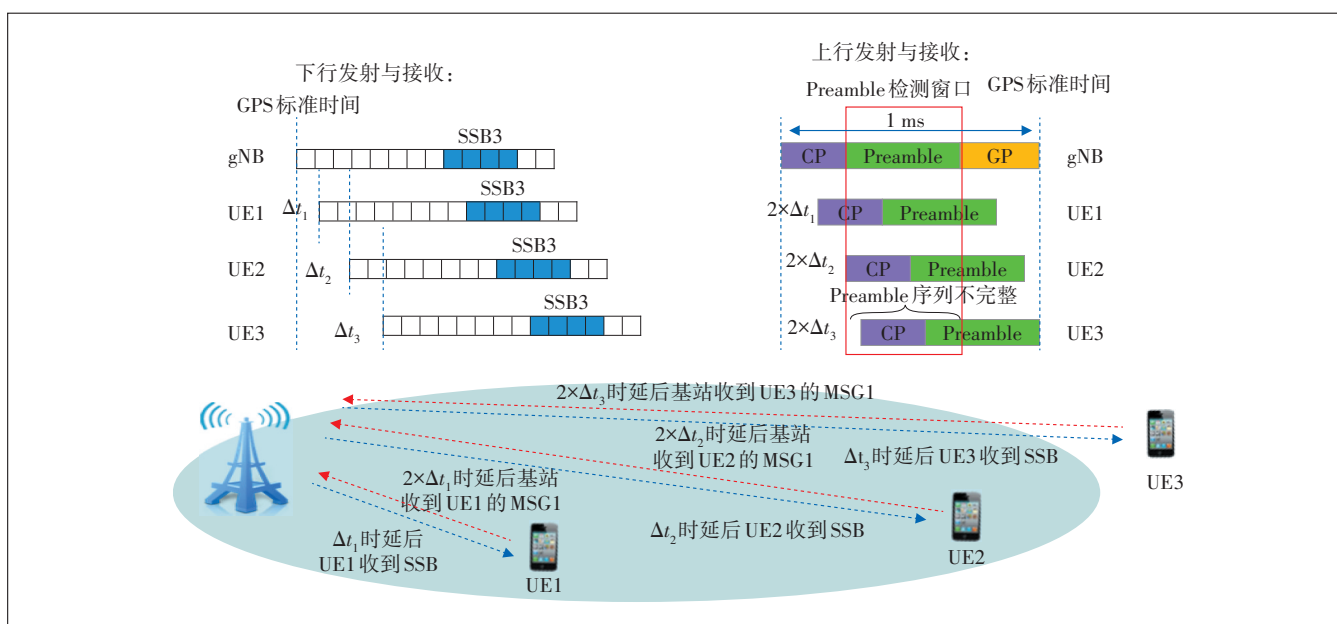 下行发射与接收：
GPS标准时间
SSB3
gNB
SSB3
UE1
Δt₁
SSB3
UE2
Δt₂
SSB3
UE3
Δt₃
上行发射与接收：
Preamble检测窗口
GPS标准时间
1 ms
CP
Preamble
GP
gNB
2×Δt₁
CP
Preamble
UE1
2×Δt₂
CP
Preamble
UE2
Preamble序列不完整
2×Δt₃
CP
Preamble
UE3
2×Δt₃时延后基站收到UE3的MSG1
2×Δt₂时延后基站
收到UE2的MSG1
Δt₃时延后UE3收到SSB
UE3
2×Δt₁时延后基站
收到UE1的MSG1
Δt₂时延后UE2收到SSB
UE2
Δt₁时延后
UE1收到SSB
UE1